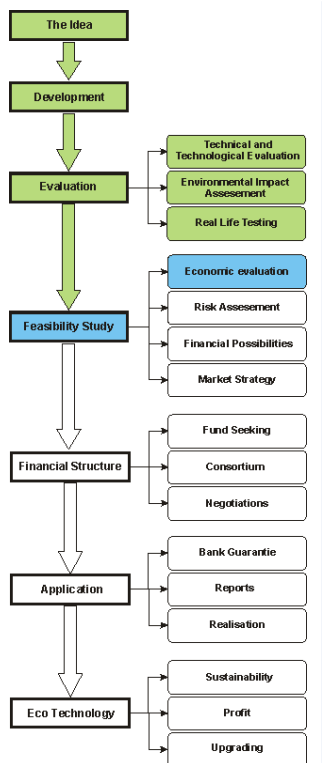 The Idea
Development
Evaluation
Technical and
Technological Evaluation
Environmental Impact
Assesement
Real Life Testing
Feasibility Study
Economic evaluation
Risk Assesement
Financial Possibilities
Market Strategy
Financial Structure
Fund Seeking
Consortium
Negotiations
Application
Bank Guarantie
Reports
Realisation
Eco Technology
Sustainability
Profit
Upgrading